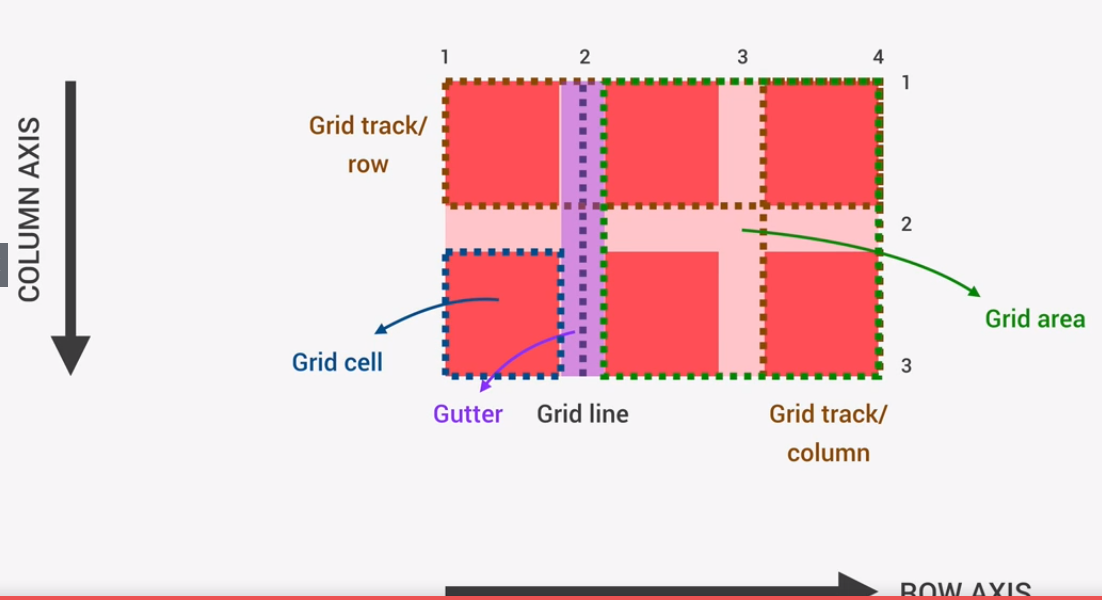 1 2 3 4
1
Grid track/
row
COLUMN AXIS
2
Grid area
Grid cell
3
Gutter
Grid line
Grid track/
column
ROW AXIS